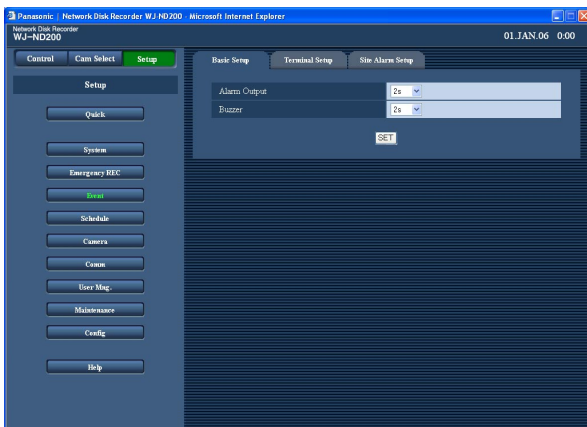 Panasonic | Network Disk Recorder WJ-ND200 - Microsoft Internet Explorer
Network Disk Recorder
WJ-ND200
01.JAN.06 0:00
Control Cam Select Setup
Basic Setup Terminal Setup Site Alarm Setup
Setup
Alarm Output 2s
Buzzer 2s
SET
Quick
System
Emergency REC
Event
Schedule
Camera
Comm
User Mng.
Maintenance
Config
Help